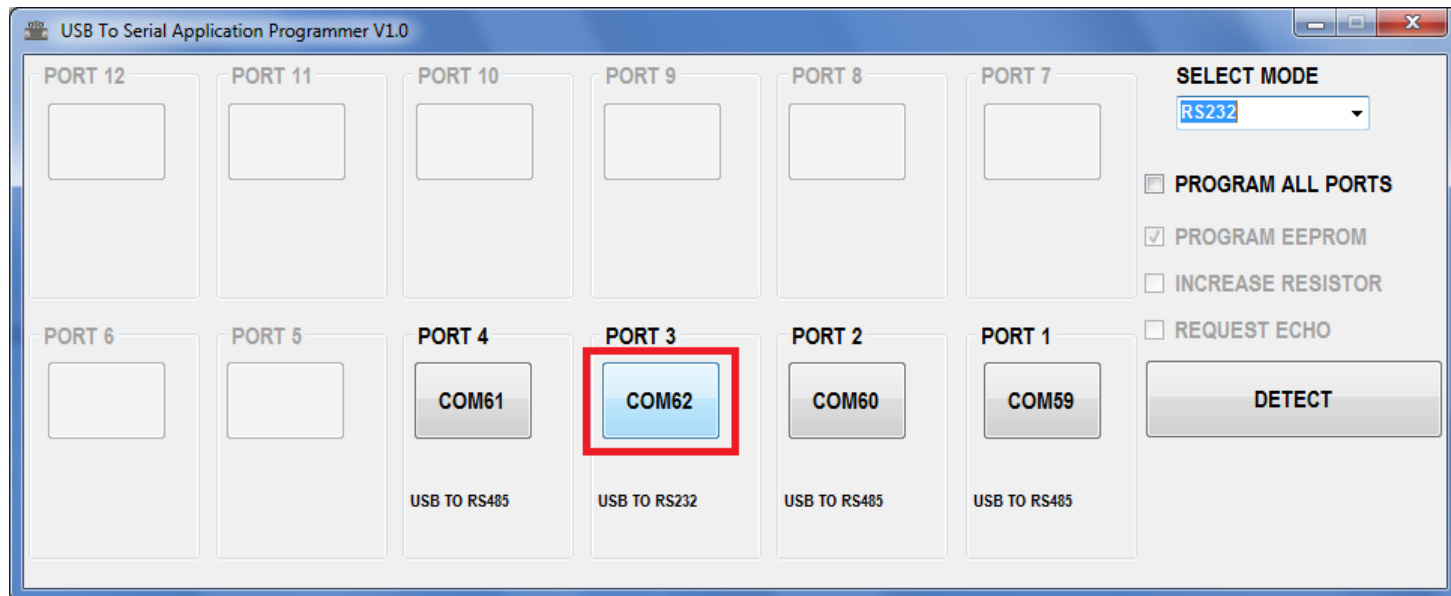 USB To Serial Application Programmer V1.0
PORT 12 PORT 11 PORT 10 PORT 9 PORT 8 PORT 7 SELECT MODE
RS232
PROGRAM ALL PORTS
PROGRAM EEPROM
INCREASE RESISTOR
PORT 6 PORT 5 PORT 4 PORT 3 PORT 2 PORT 1 REQUEST ECHO
COM61 COM62 COM60 COM59 DETECT
USB TO RS485 USB TO RS232 USB TO RS485 USB TO RS485